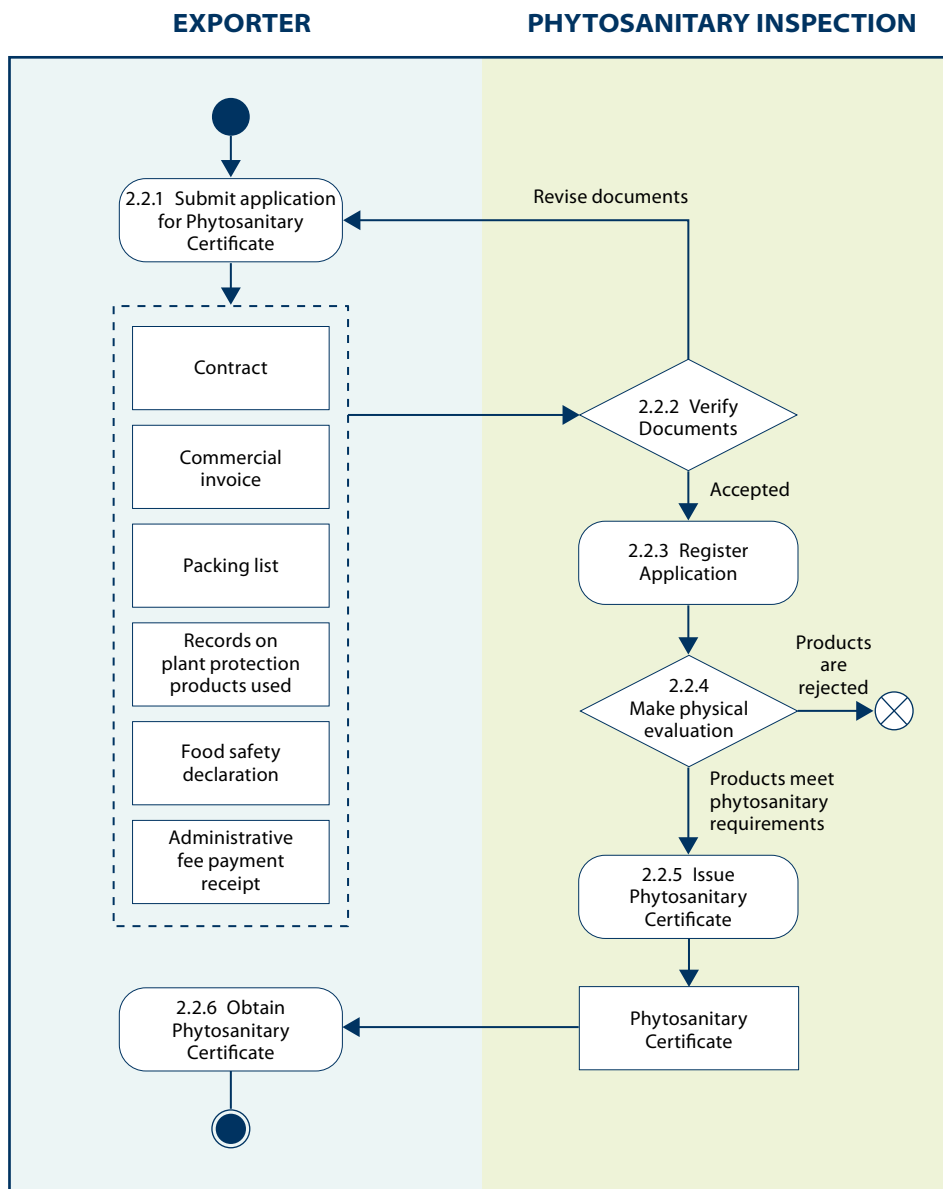 EXPORTER
PHYTOSANITARY INSPECTION
2.2.1 Submit application
for Phytosanitary
Certificate
Revise documents
Contract
Commercial
invoice
Packing list
Records on
plant protection
products used
Food safety
declaration
Administrative
fee payment
receipt
2.2.2 Verify
Documents
Accepted
2.2.3 Register
Application
2.2.4
Make physical
evaluation
Products
are
rejected
Products meet
phytosanitary
requirements
2.2.5 Issue
Phytosanitary
Certificate
Phytosanitary
Certificate
2.2.6 Obtain
Phytosanitary
Certificate